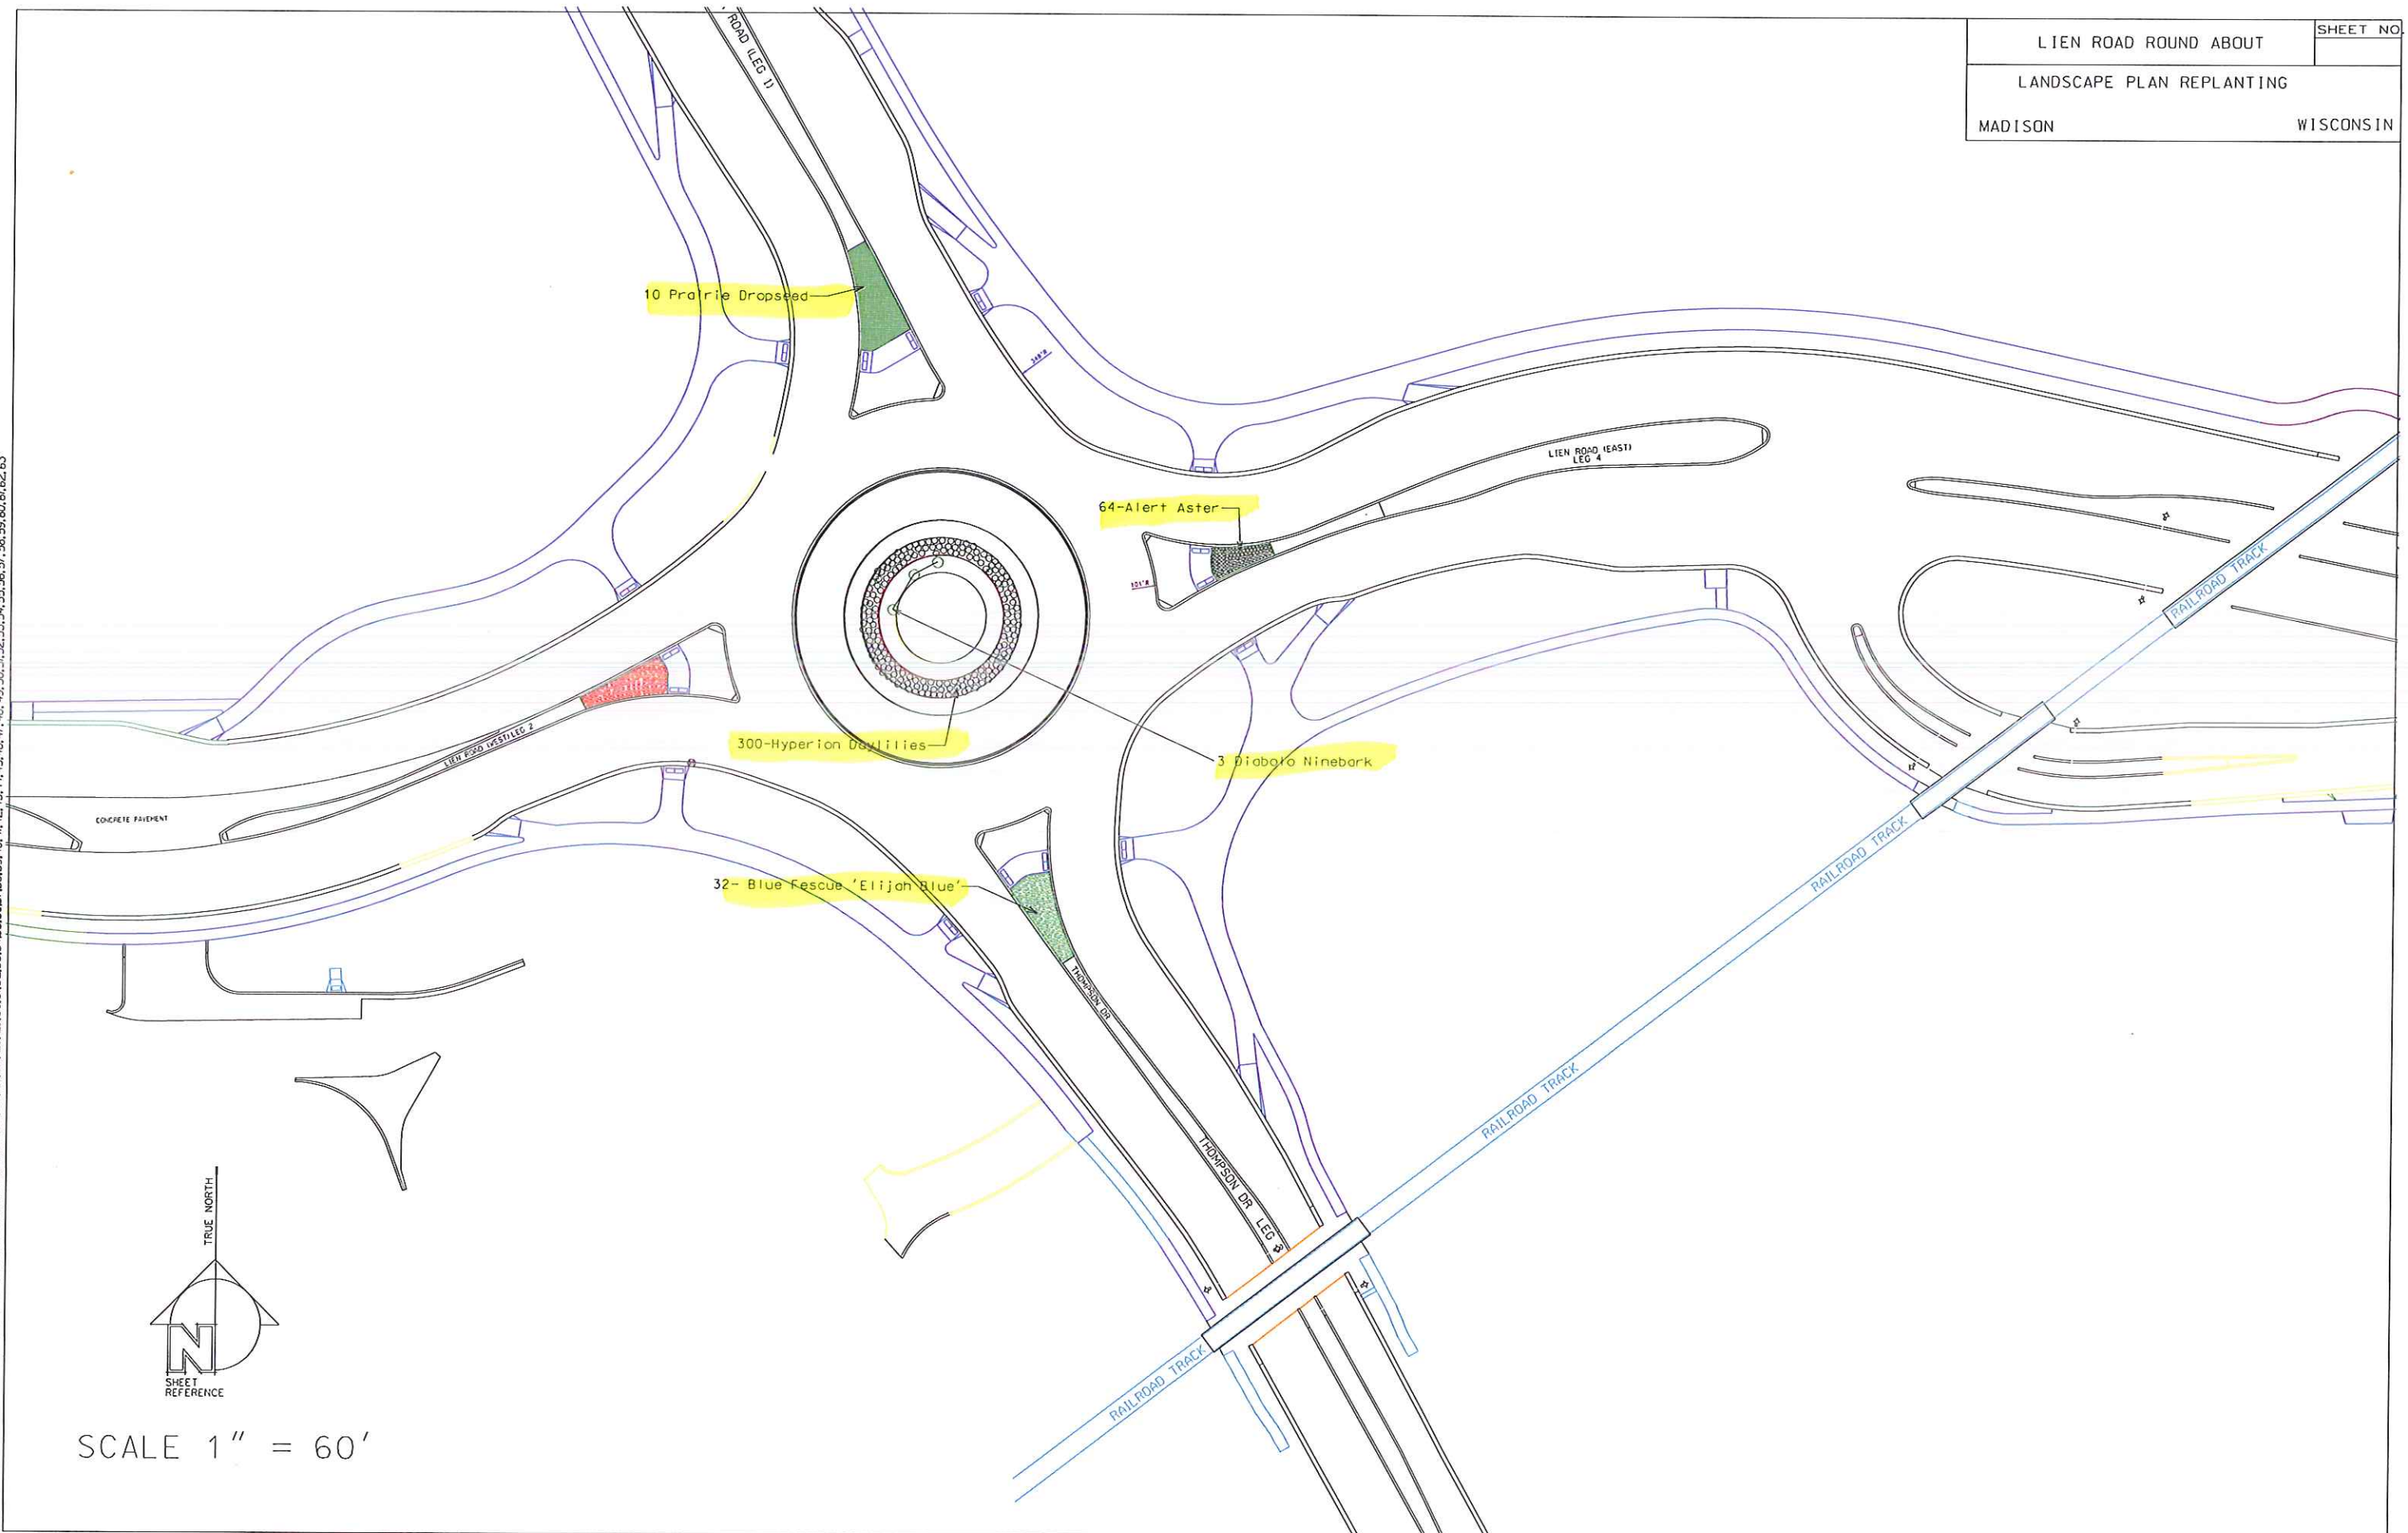 LIEN ROAD ROUND ABOUT
SHEET NO.
LANDSCAPE PLAN REPLANTING
MADISON
WISCONSIN
ROAD (LEG 1)
10 Prairie Dropseed
LIEN ROAD (EAST)
LEG 4
64-Alert Aster
RAILROAD TRACK
LIEN ROAD (WEST) LEG 2
300-Hyperion Daylilies
3 Diabolo Ninebark
CONCRETE PAVEMENT
32- Blue Fescue 'Elijah Blue'
RAILROAD TRACK
THOMPSON DR
RAILROAD TRACK
THOMPSON DR LEG 3
RAILROAD TRACK
TRUE NORTH
N
SHEET
REFERENCE
SCALE 1" = 60'